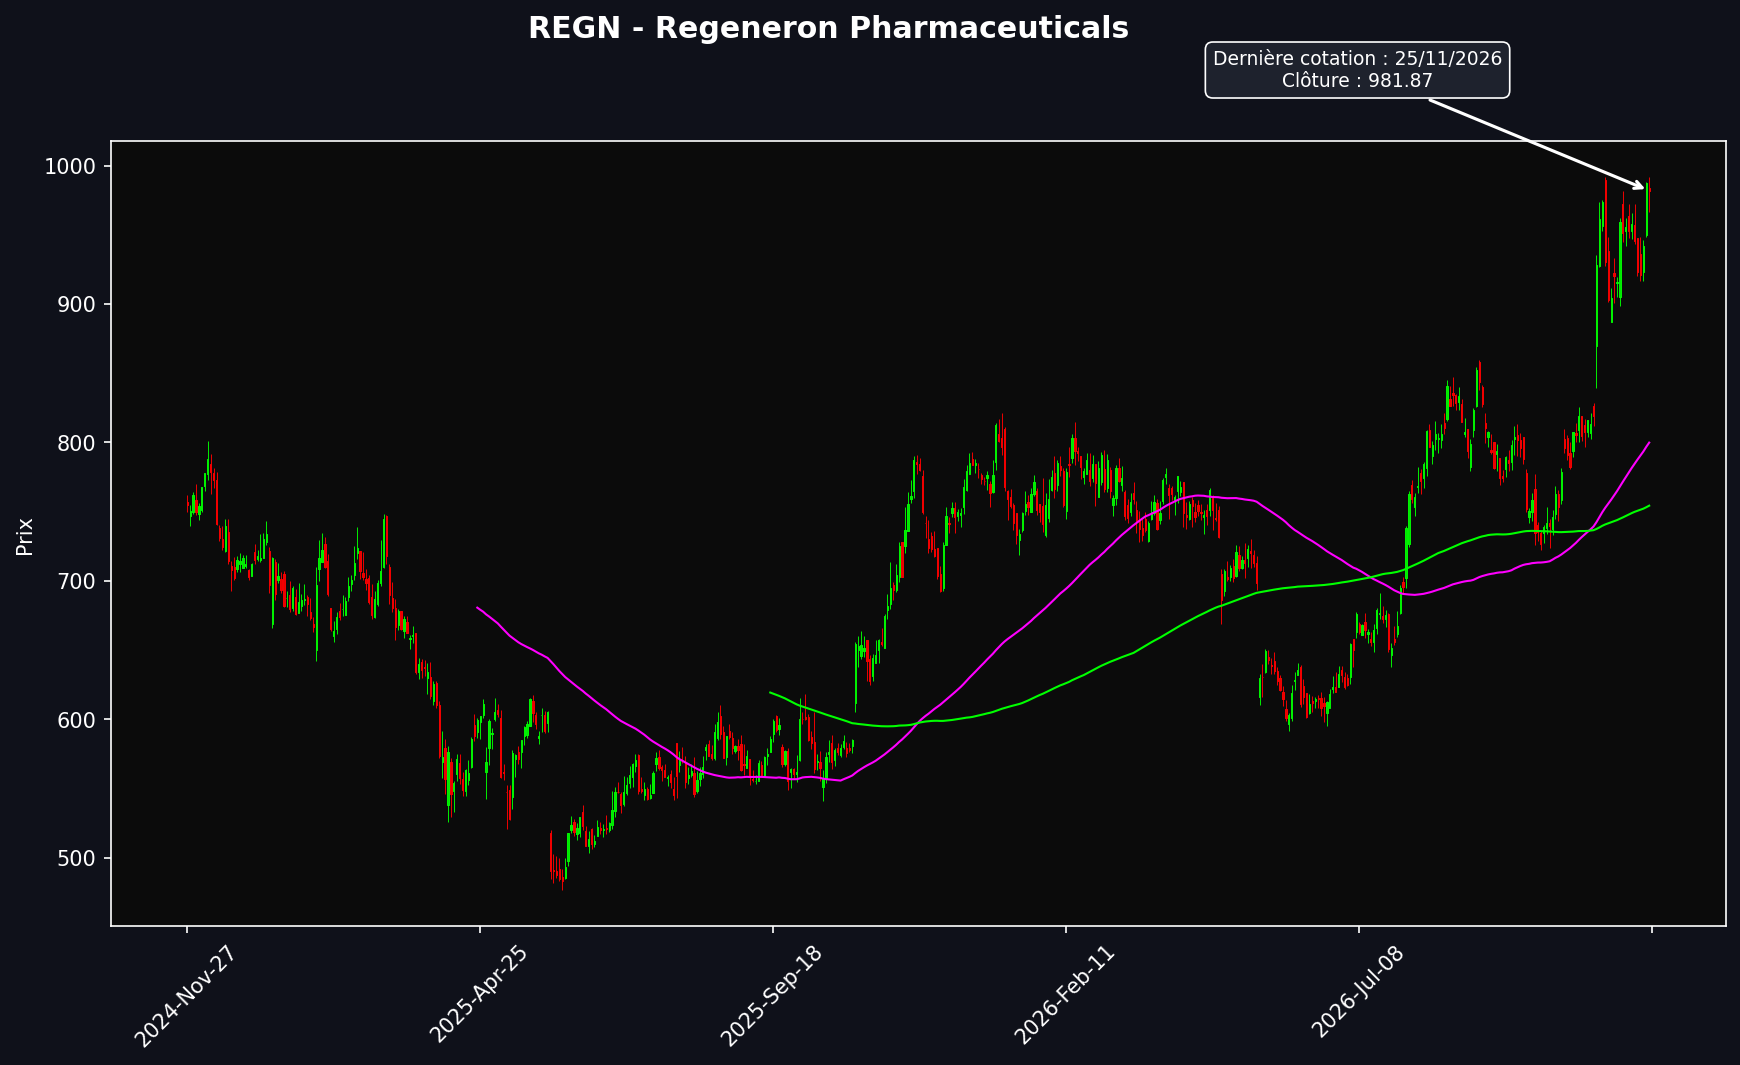 REGN - Regeneron Pharmaceuticals
Dernière cotation : 25/11/2026
Clôture : 981.87
1000
900
800
700
600
500
Prix
2024-Nov-27
2025-Apr-25
2025-Sep-18
2026-Feb-11
2026-Jul-08